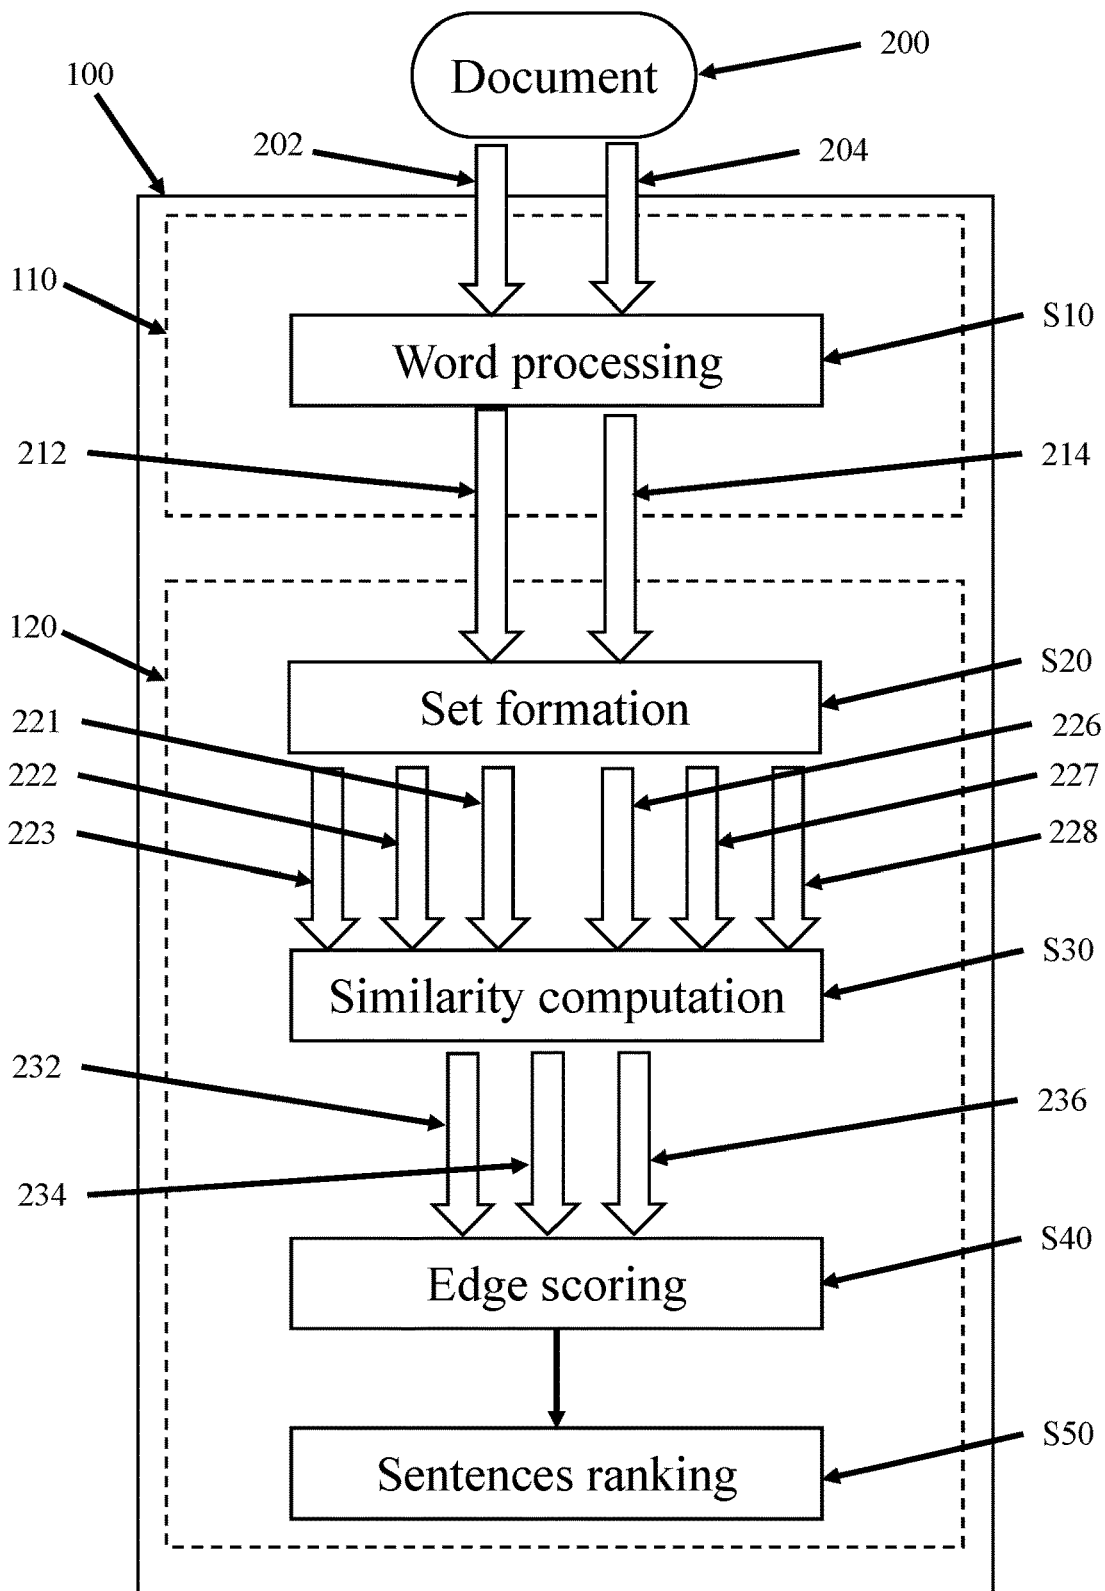 Document
200
100
202
204
110
S10
Word processing
212
214
120
S20
Set formation
221
226
222
227
223
228
S30
Similarity computation
232
236
234
S40
Edge scoring
S50
Sentences ranking